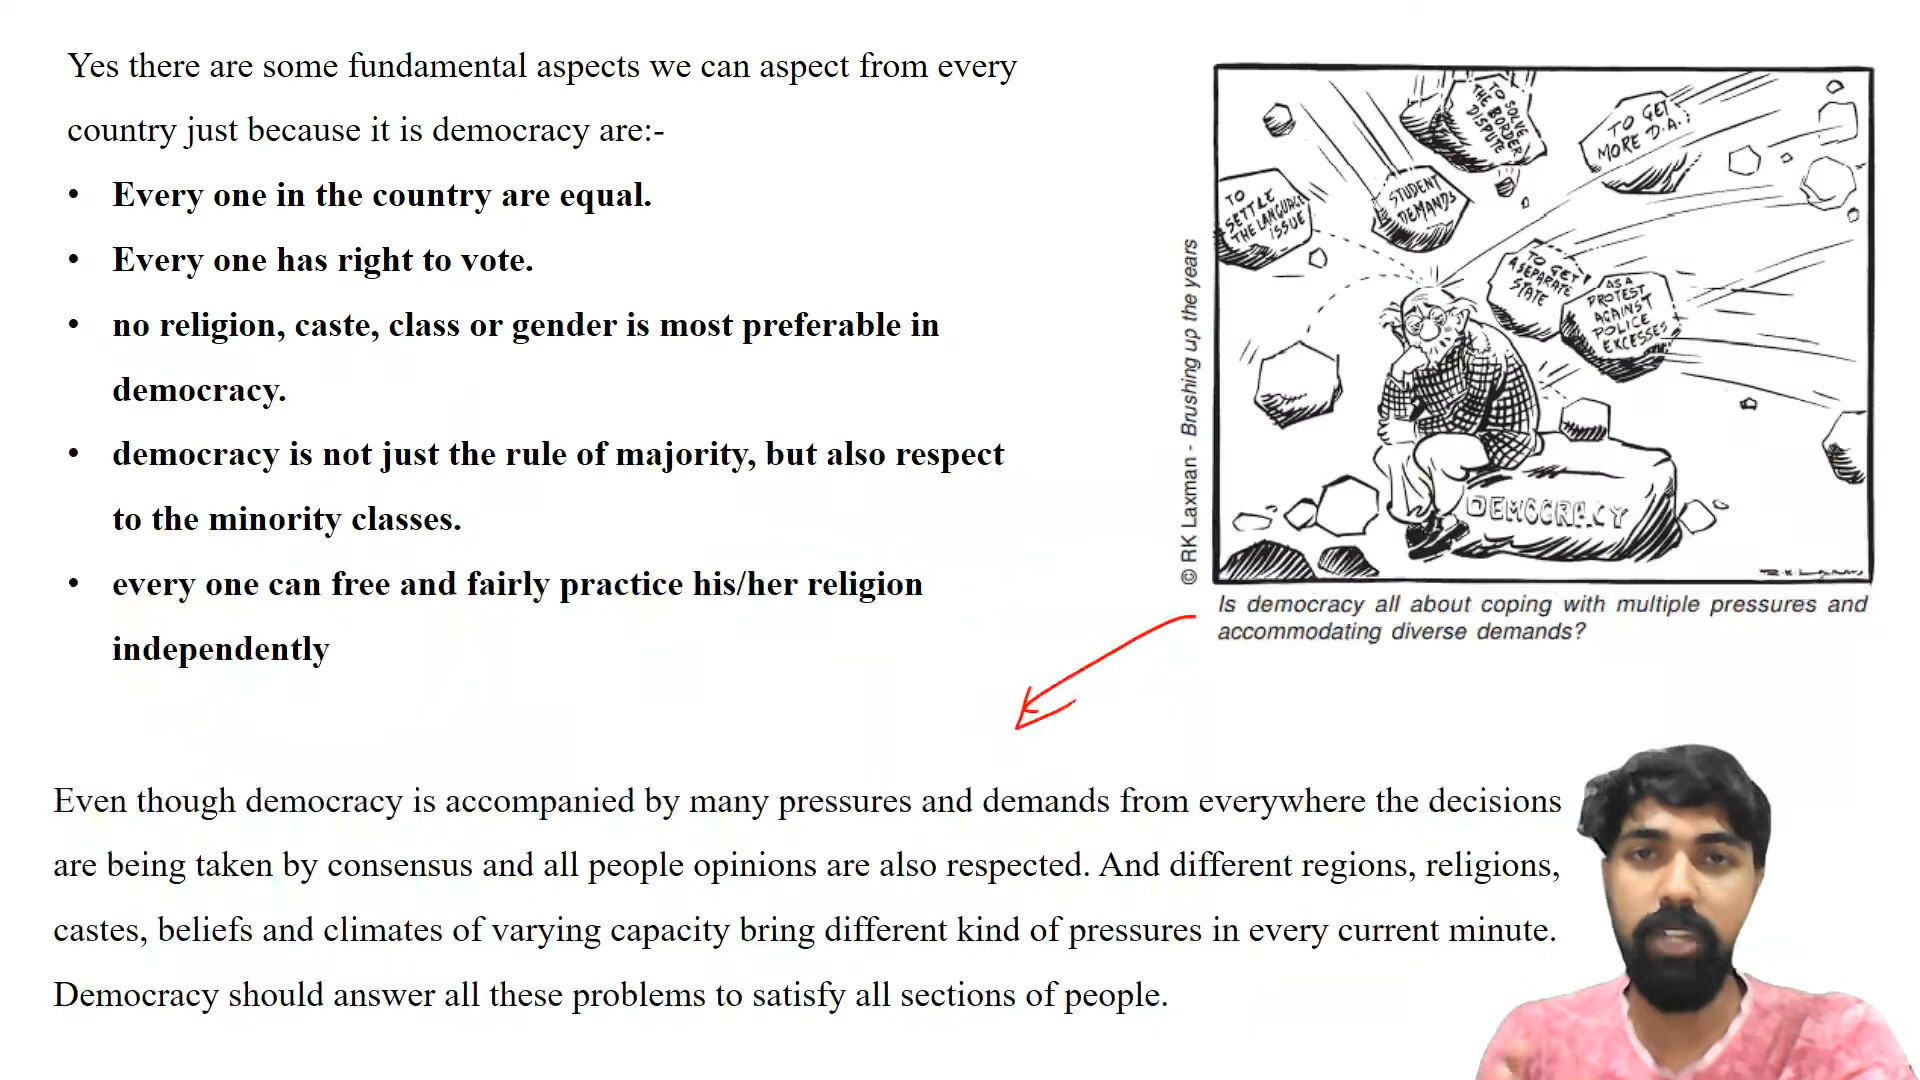 Yes there are some fundamental aspects we can aspect from every
country just because it is democracy are:-
• Every one in the country are equal.
• Every one has right to vote.
• no religion, caste, class or gender is most preferable in
democracy.
• democracy is not just the rule of majority, but also respect
to the minority classes.
• every one can free and fairly practice his/her religion
independently
© RK Laxman - Brushing up the years
TO SOLVE
THE BORDER
DISPUTE
TO GET
MORE D.A.
TO
SETTLE
THE LANGUAGE
ISSUE
STUDENT
DEMANDS
TO GET
A SEPARATE
STATE
AS A
PROTEST
AGAINST
POLICE
EXCESSES
DEMOCRACY
Is democracy all about coping with multiple pressures and
accommodating diverse demands?
Even though democracy is accompanied by many pressures and demands from everywhere the decisions
are being taken by consensus and all people opinions are also respected. And different regions, religions,
castes, beliefs and climates of varying capacity bring different kind of pressures in every current minute.
Democracy should answer all these problems to satisfy all sections of people.